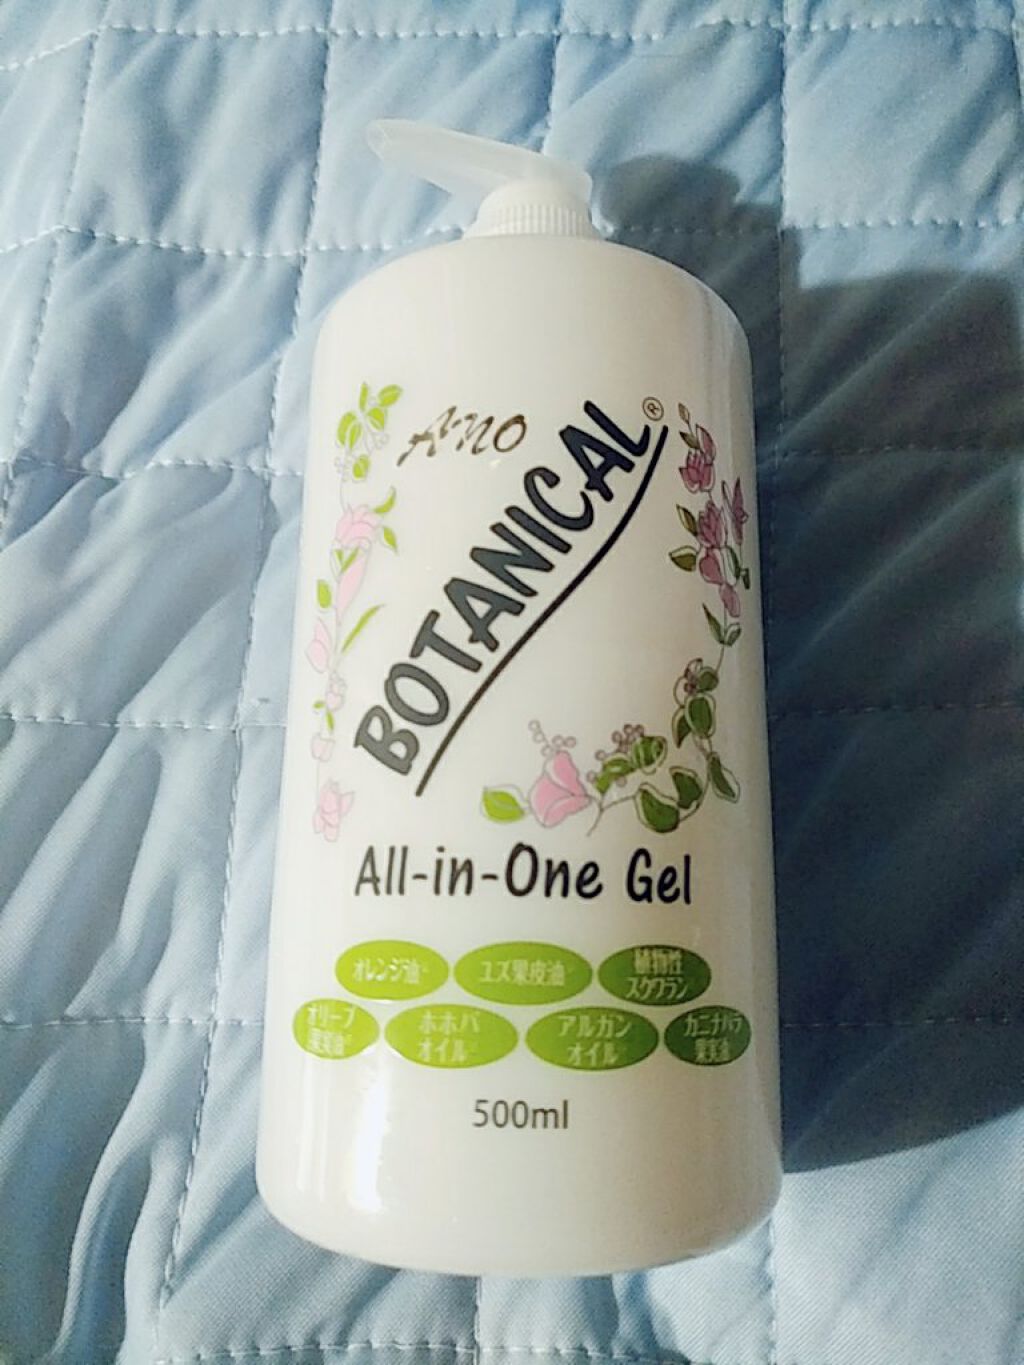 A·no
BOTANICAL®
All-in-One Gel
オレンジ油 ユズ果皮油 植物性
スクワラン
オリーブ
果実油 ホホバ
オイル アルガン
オイル カニナバラ
果実油
500ml